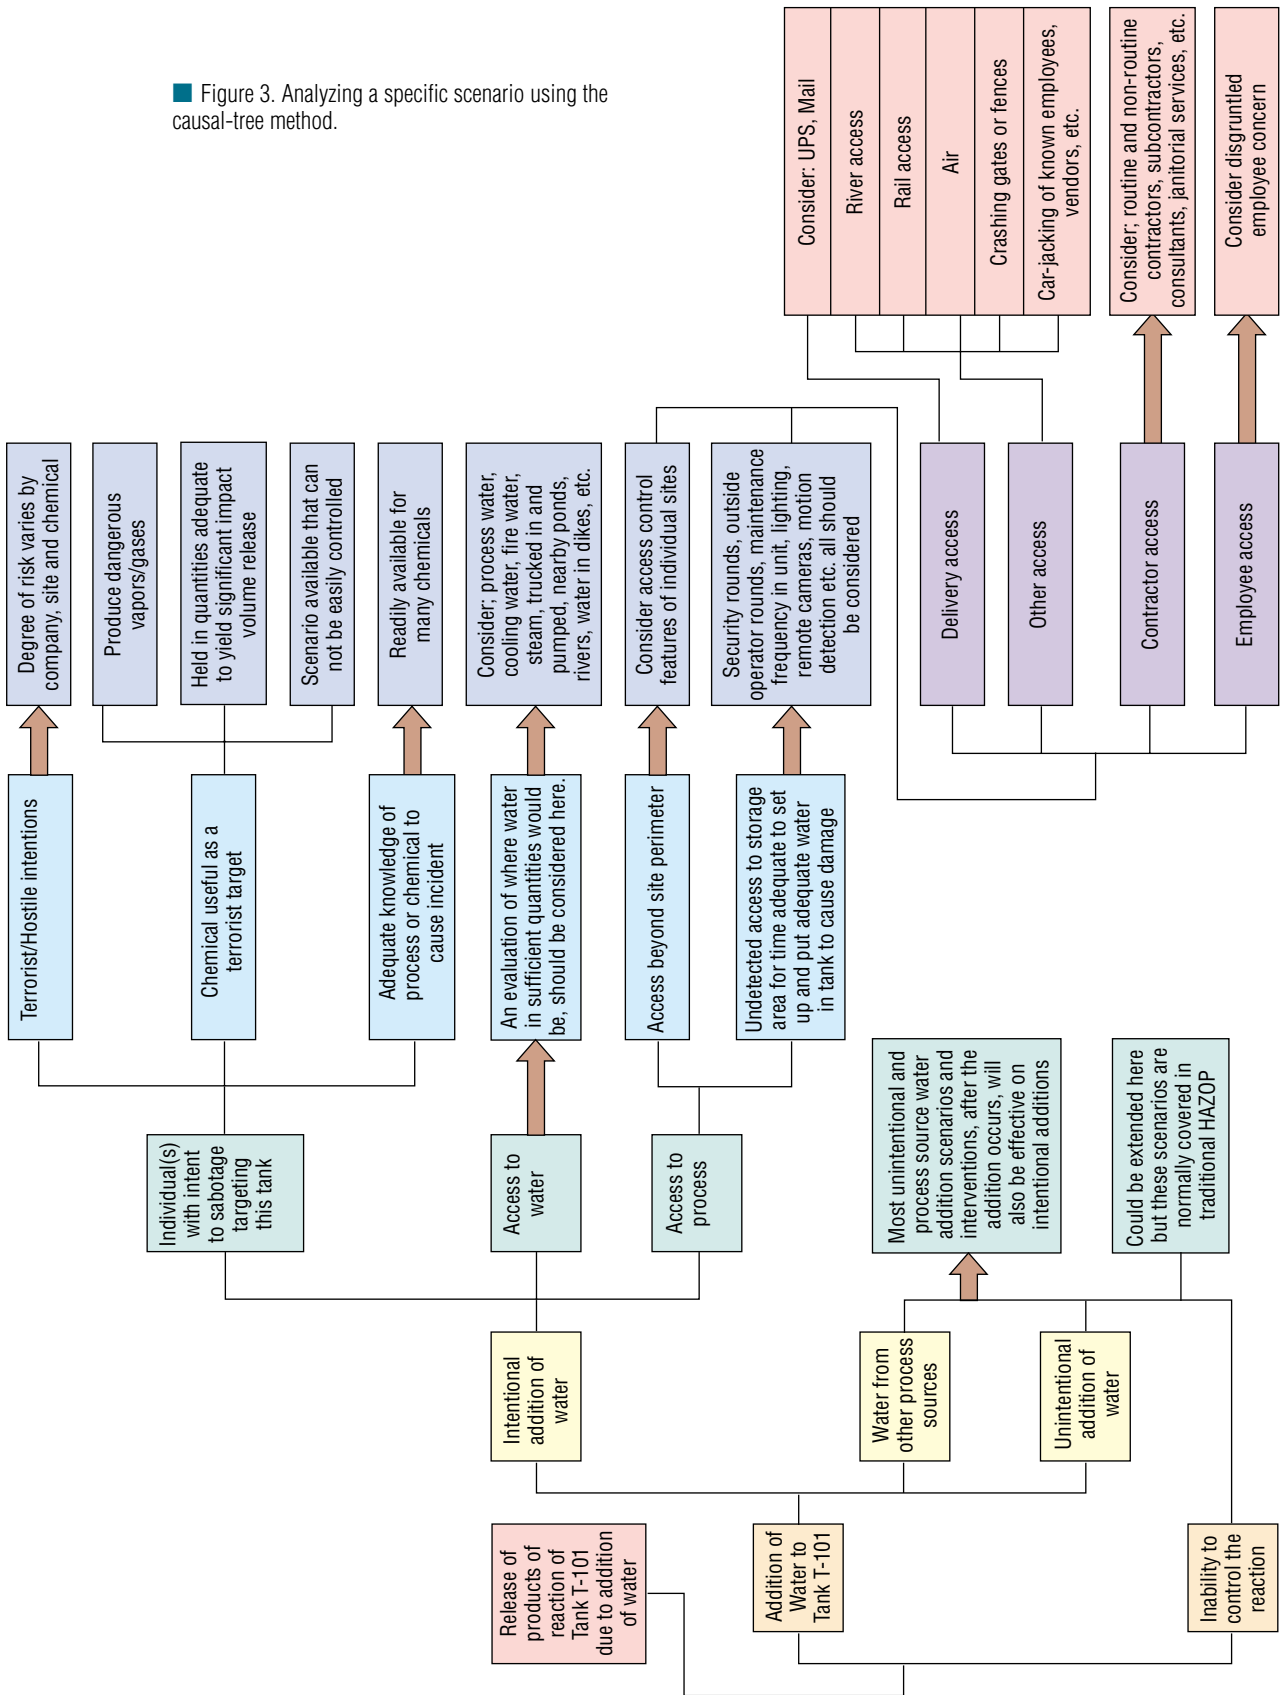 Figure 3. Analyzing a specific scenario using the
causal-tree method.
Release of
products of
reaction of
Tank T-101
due to addition
of water
Addition of
Water to
Tank T-101
Inability to
control the
reaction
Intentional
addition of
water
Water from
other process
sources
Unintentional
addition of
water
Individual(s)
with intent
to sabotage
targeting
this tank
Access to
water
Access to
process
Most unintentional and
process source water
addition scenarios and
interventions, after the
addition occurs, will
also be effective on
intentional additions
Could be extended here
but these scenarios are
normally covered in
traditional HAZOP
Terrorist/Hostile intentions
Chemical useful as a
terrorist target
Adequate knowledge of
process or chemical to
cause incident
An evaluation of where water
in sufficient quantities would
be, should be considered here.
Access beyond site perimeter
Undetected access to storage
area for time adequate to set
up and put adequate water
in tank to cause damage
Degree of risk varies by
company, site and chemical
Produce dangerous
vapors/gases
Held in quantities adequate
to yield significant impact
volume release
Scenario available that can
not be easily controlled
Readily available for
many chemicals
Consider; process water,
cooling water, fire water,
steam, trucked in and
pumped, nearby ponds,
rivers, water in dikes, etc.
Consider access control
features of individual sites
Security rounds, outside
operator rounds, maintenance
frequency in unit, lighting,
remote cameras, motion
detection etc. all should
be considered
Delivery access
Other access
Contractor access
Employee access
Consider: UPS, Mail
River access
Rail access
Air
Crashing gates or fences
Car-jacking of known employees,
vendors, etc.
Consider; routine and non-routine
contractors, subcontractors,
consultants, janitorial services, etc.
Consider disgruntled
employee concern